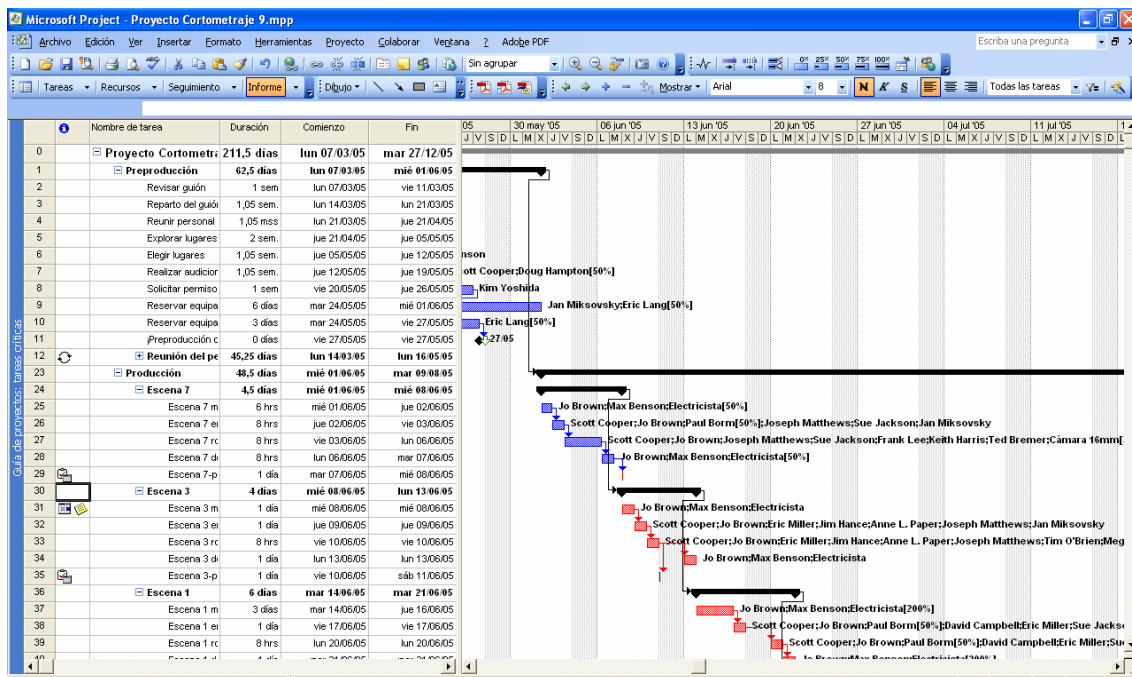 Microsoft Project - Proyecto Cortometraje 9.mpp
Archivo Edición Ver Insertar Formato Herramientas Proyecto Colaborar Ventana ? Adobe PDF Escriba una pregunta
Sin agrupar 0% 25% 50% 75% 100%
Tareas Recursos Seguimiento Informe Dibujo Mostrar Arial 8 N K S Todas las tareas
Nombre de tarea Duración Comienzo Fin 05 30 may '05 06 jun '05 13 jun '05 20 jun '05 27 jun '05 04 jul '05 11 jul '05 1
J V S D L M X J V S D L M X J V S D L M X J V S D L M X J V S D L M X J V S D L M X J V S D L M X J V S D L
0 Proyecto Cortometra 211,5 días lun 07/03/05 mar 27/12/05
1 Preproducción 62,5 días lun 07/03/05 mié 01/06/05
2 Revisar guión 1 sem lun 07/03/05 vie 11/03/05
3 Reparto del guió 1,05 sem. lun 14/03/05 lun 21/03/05
4 Reunir personal 1,05 mss lun 21/03/05 jue 21/04/05
5 Explorar lugares 2 sem. jue 21/04/05 jue 05/05/05
6 Elegir lugares 1,05 sem. jue 05/05/05 jue 12/05/05 nson
7 Realizar audicior 1,05 sem. jue 12/05/05 jue 19/05/05 ott Cooper;Doug Hampton[50%]
8 Solicitar permiso 1 sem vie 20/05/05 jue 26/05/05 Kim Yoshida
9 Reservar equipa 6 días mar 24/05/05 mié 01/06/05 Jan Miksovsky;Eric Lang[50%]
10 Reservar equipa 3 días mar 24/05/05 vie 27/05/05 Eric Lang[50%]
11 ¡Preproducción c 0 días vie 27/05/05 vie 27/05/05 27/05
12 Reunión del pe 45,25 días lun 14/03/05 lun 16/05/05
23 Producción 48,5 días mié 01/06/05 mar 09/08/05
24 Escena 7 4,5 días mié 01/06/05 mié 08/06/05
25 Escena 7 m 6 hrs mié 01/06/05 jue 02/06/05 Jo Brown;Max Benson;Electricista[50%]
26 Escena 7 er 8 hrs jue 02/06/05 vie 03/06/05 Scott Cooper;Jo Brown;Paul Borm[50%];Joseph Matthews;Sue Jackson;Jan Miksovsky
27 Escena 7 rc 8 hrs vie 03/06/05 lun 06/06/05 Scott Cooper;Jo Brown;Joseph Matthews;Sue Jackson;Frank Lee;Keith Harris;Ted Bremer;Cámara 16mm[
28 Escena 7 de 8 hrs lun 06/06/05 mar 07/06/05 Jo Brown;Max Benson;Electricista[50%]
29 Escena 7-p 1 día mar 07/06/05 mié 08/06/05
30 Escena 3 4 días mié 08/06/05 lun 13/06/05
31 Escena 3 m 1 día mié 08/06/05 mié 08/06/05 Jo Brown;Max Benson;Electricista
32 Escena 3 er 1 día jue 09/06/05 jue 09/06/05 Scott Cooper;Jo Brown;Eric Miller;Jim Hance;Anne L. Paper;Joseph Matthews;Jan Miksovsky
33 Escena 3 rc 8 hrs vie 10/06/05 vie 10/06/05 Scott Cooper;Jo Brown;Eric Miller;Jim Hance;Anne L. Paper;Joseph Matthews;Tim O'Brien;Meg
34 Escena 3 de 1 día lun 13/06/05 lun 13/06/05 Jo Brown;Max Benson;Electricista
35 Escena 3-p 1 día vie 10/06/05 sáb 11/06/05
36 Escena 1 6 días mar 14/06/05 mar 21/06/05
37 Escena 1 m 3 días mar 14/06/05 jue 16/06/05 Jo Brown;Max Benson;Electricista[200%]
38 Escena 1 er 1 día vie 17/06/05 vie 17/06/05 Scott Cooper;Jo Brown;Paul Borm[50%];David Campbell;Eric Miller;Sue Jackso
39 Escena 1 rc 8 hrs lun 20/06/05 lun 20/06/05 Scott Cooper;Jo Brown;Paul Borm[50%];David Campbell;Eric Miller;Su
Guía de proyectos: tareas críticas